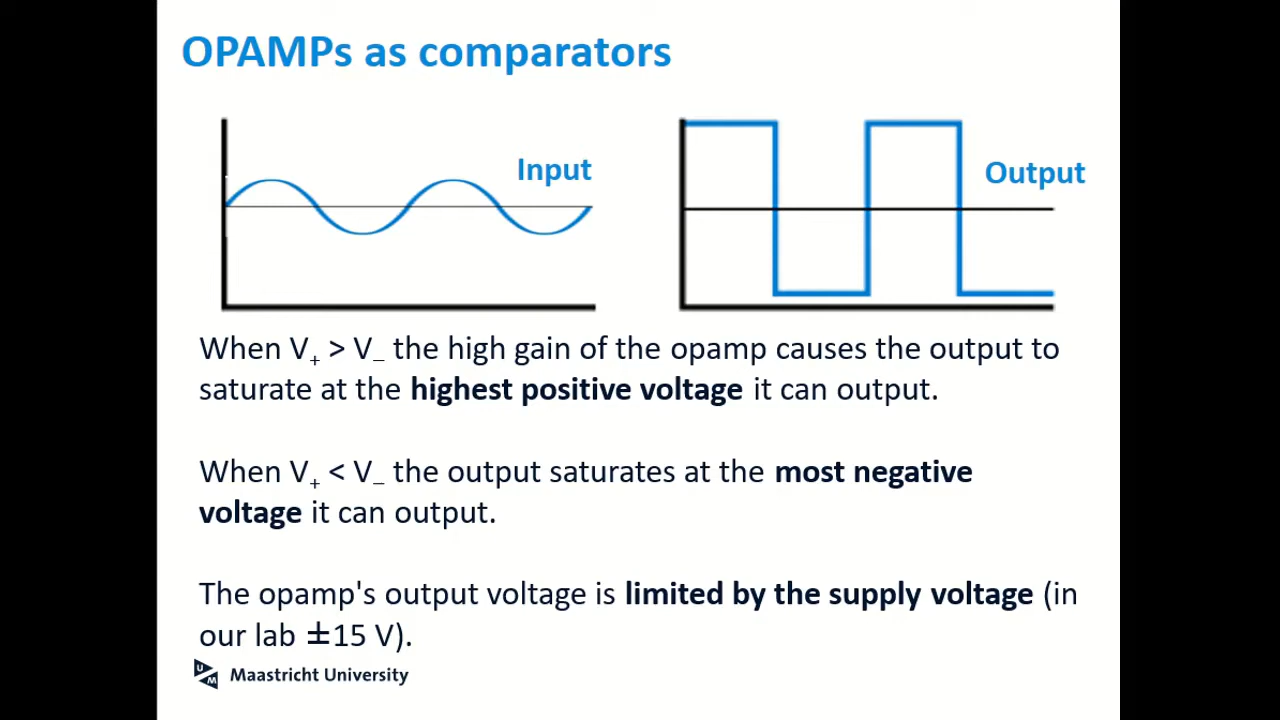 OPAMPs as comparators
Input
Output
When V₊ > V₋ the high gain of the opamp causes the output to
saturate at the highest positive voltage it can output.
When V₊ < V₋ the output saturates at the most negative
voltage it can output.
The opamp's output voltage is limited by the supply voltage (in
our lab ±15 V).
UM Maastricht University